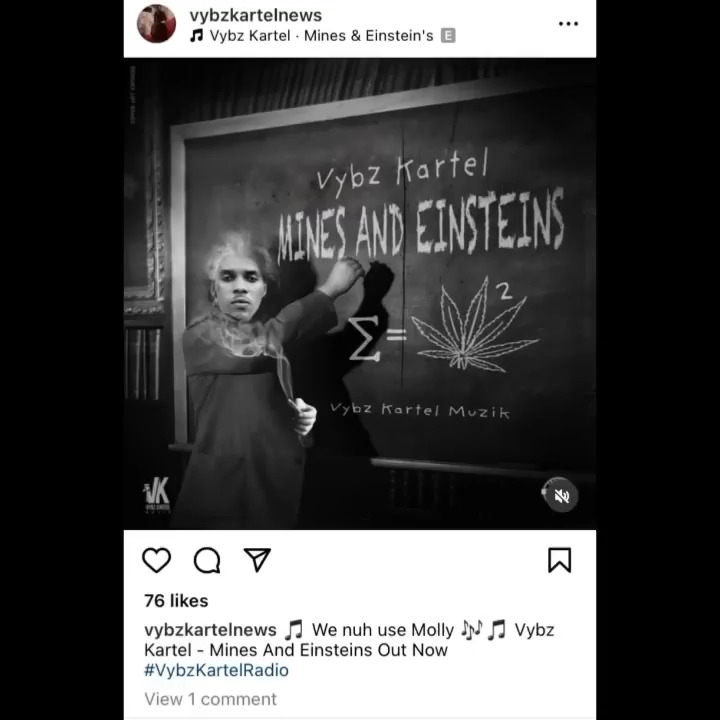 vybzkartelnews
Vybz Kartel · Mines & Einstein's E
Vybz Kartel
MINES AND EINSTEINS
Σ= 2
Vybz Kartel Muzik
VK
76 likes
vybzkartelnews 🎵 We nuh use Molly 🎶🎵 Vybz
Kartel - Mines And Einsteins Out Now
#VybzKartelRadio
View 1 comment